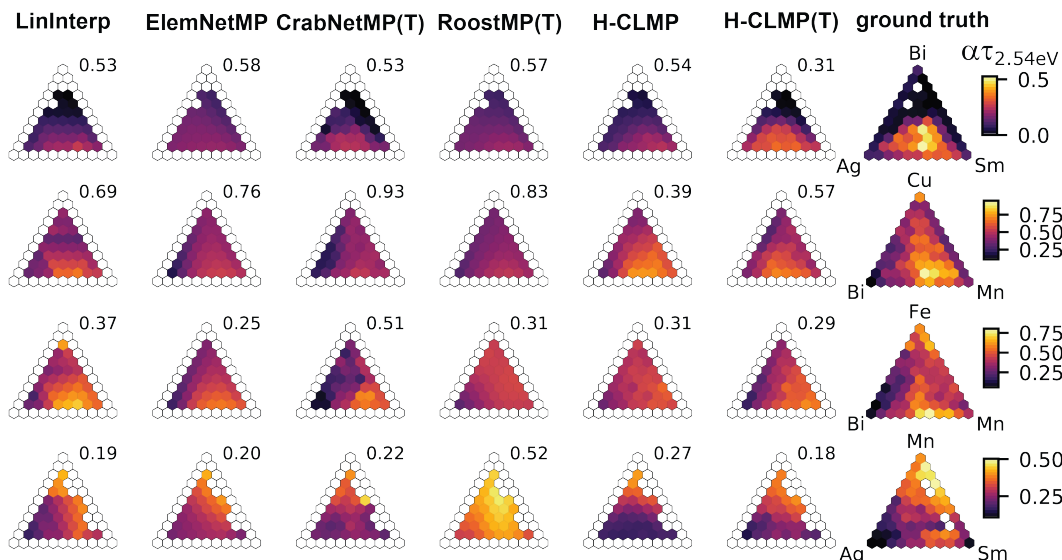 LinInterp ElemNetMP CrabNetMP(T) RoostMP(T) H-CLMP H-CLMP(T) ground truth
Bi ατ2.54eV
0.53 0.58 0.53 0.57 0.54 0.31 0.5
0.0
Ag Sm
Cu
0.69 0.76 0.93 0.83 0.39 0.57
0.75
0.50
0.25
Bi Mn
Fe
0.37 0.25 0.51 0.31 0.31 0.29
0.75
0.50
0.25
Bi Mn
Mn
0.19 0.20 0.22 0.52 0.27 0.18 0.50
0.25
Ag Sm